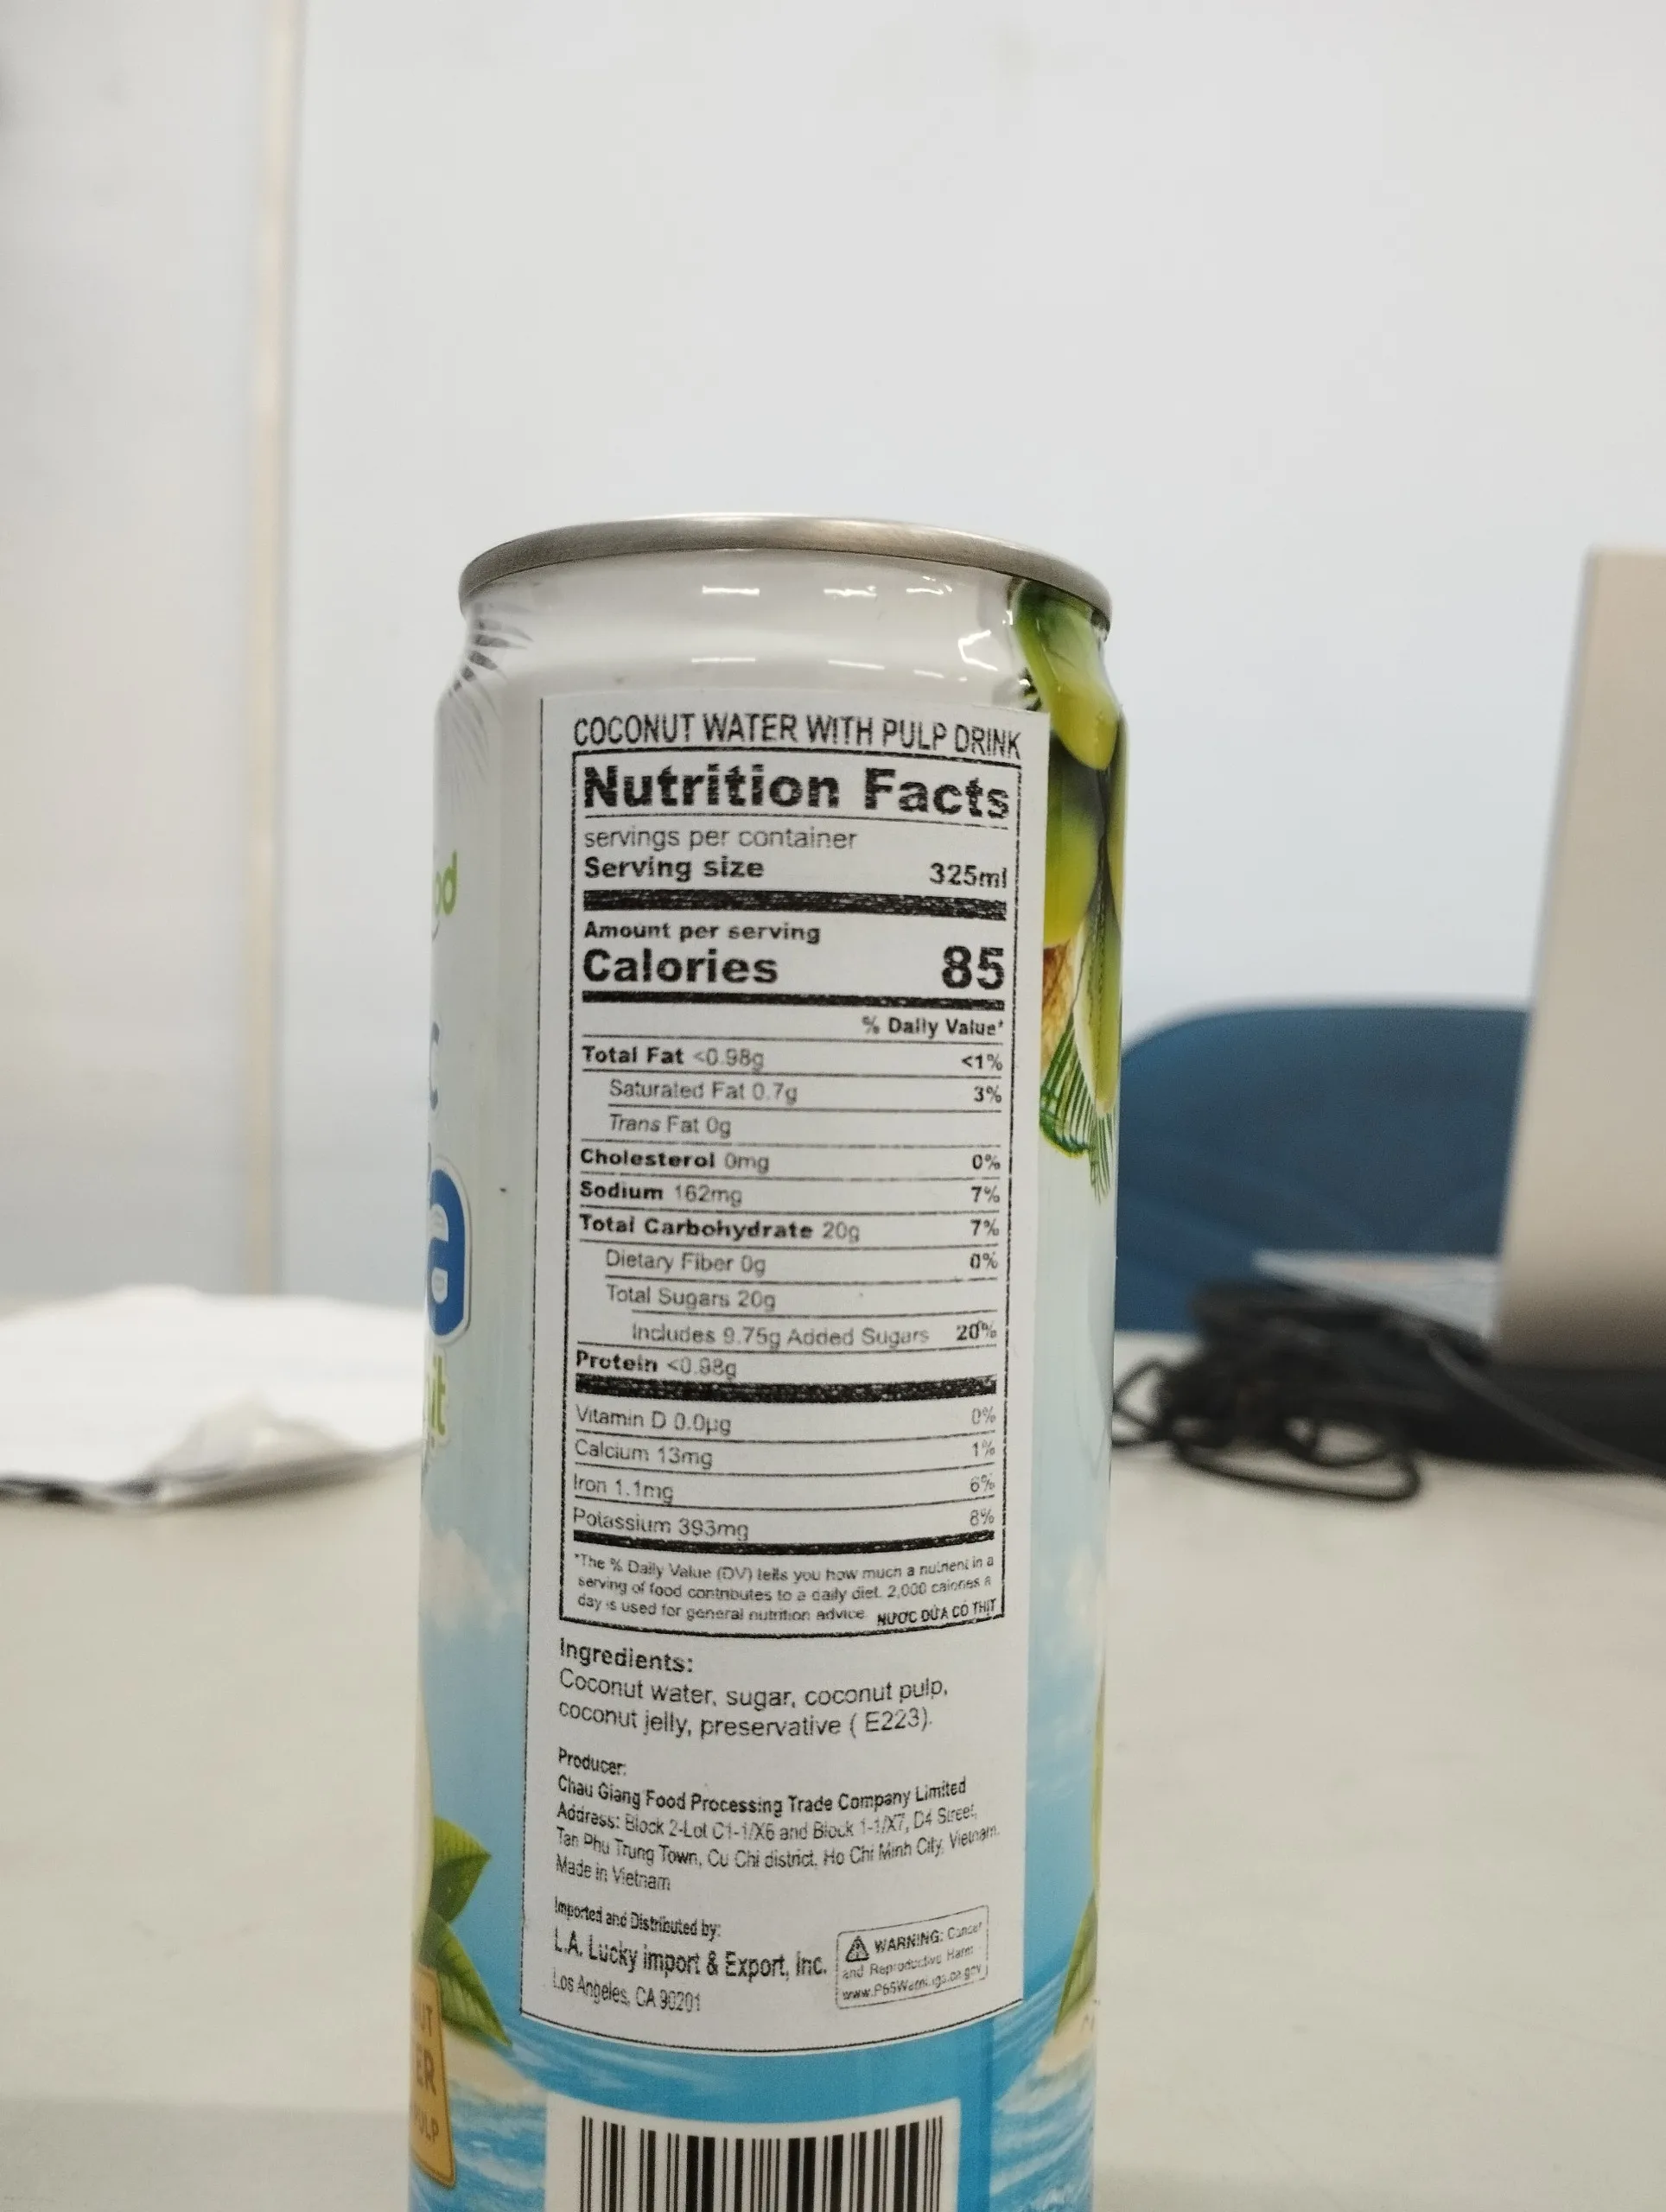 COCONUT WATER WITH PULP DRINK
Nutrition Facts
servings per container
Serving size 325ml
Amount per serving
Calories 85
% Daily Value*
Total Fat <0.98g <1%
Saturated Fat 0.7g 3%
Trans Fat 0g
Cholesterol 0mg 0%
Sodium 162mg 7%
Total Carbohydrate 20g 7%
Dietary Fiber 0g 0%
Total Sugars 20g
Includes 9.75g Added Sugars 20%
Protein <0.98g
Vitamin D 0.0µg 0%
Calcium 13mg 1%
Iron 1.1mg 6%
Potassium 393mg 8%
*The % Daily Value (DV) tells you how much a nutrient in a
serving of food contributes to a daily diet. 2,000 calories a
day is used for general nutrition advice. NƯỚC DỪA CÓ THỊT
Ingredients:
Coconut water, sugar, coconut pulp,
coconut jelly, preservative ( E223).
Producer:
Chau Giang Food Processing Trade Company Limited
Address: Block 2-Lot C1-1/X6 and Block 1-1/X7, D4 Street,
Tan Phu Trung Town, Cu Chi district, Ho Chi Minh City, Vietnam.
Made in Vietnam
Imported and Distributed by:
L.A. Lucky import & Export, Inc.
Los Angeles, CA 90201
WARNING: Cancer
and Reproductive Harm